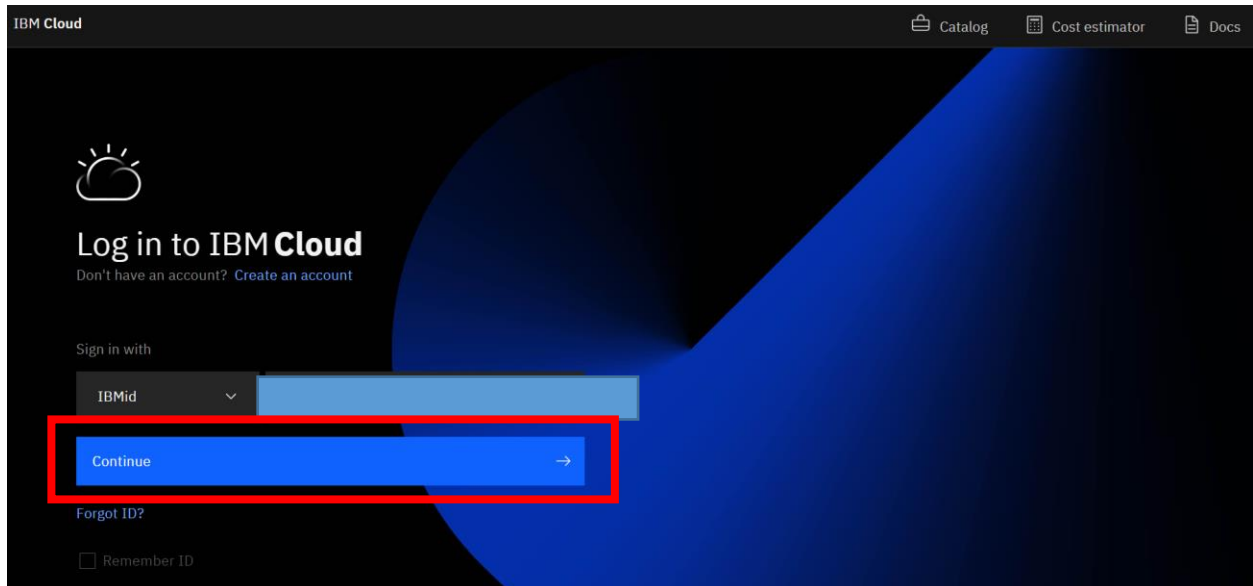 IBM Cloud
Catalog
Cost estimator
Docs
Log in to IBM Cloud
Don't have an account? Create an account
Sign in with
IBMid
Continue
Forgot ID?
Remember ID